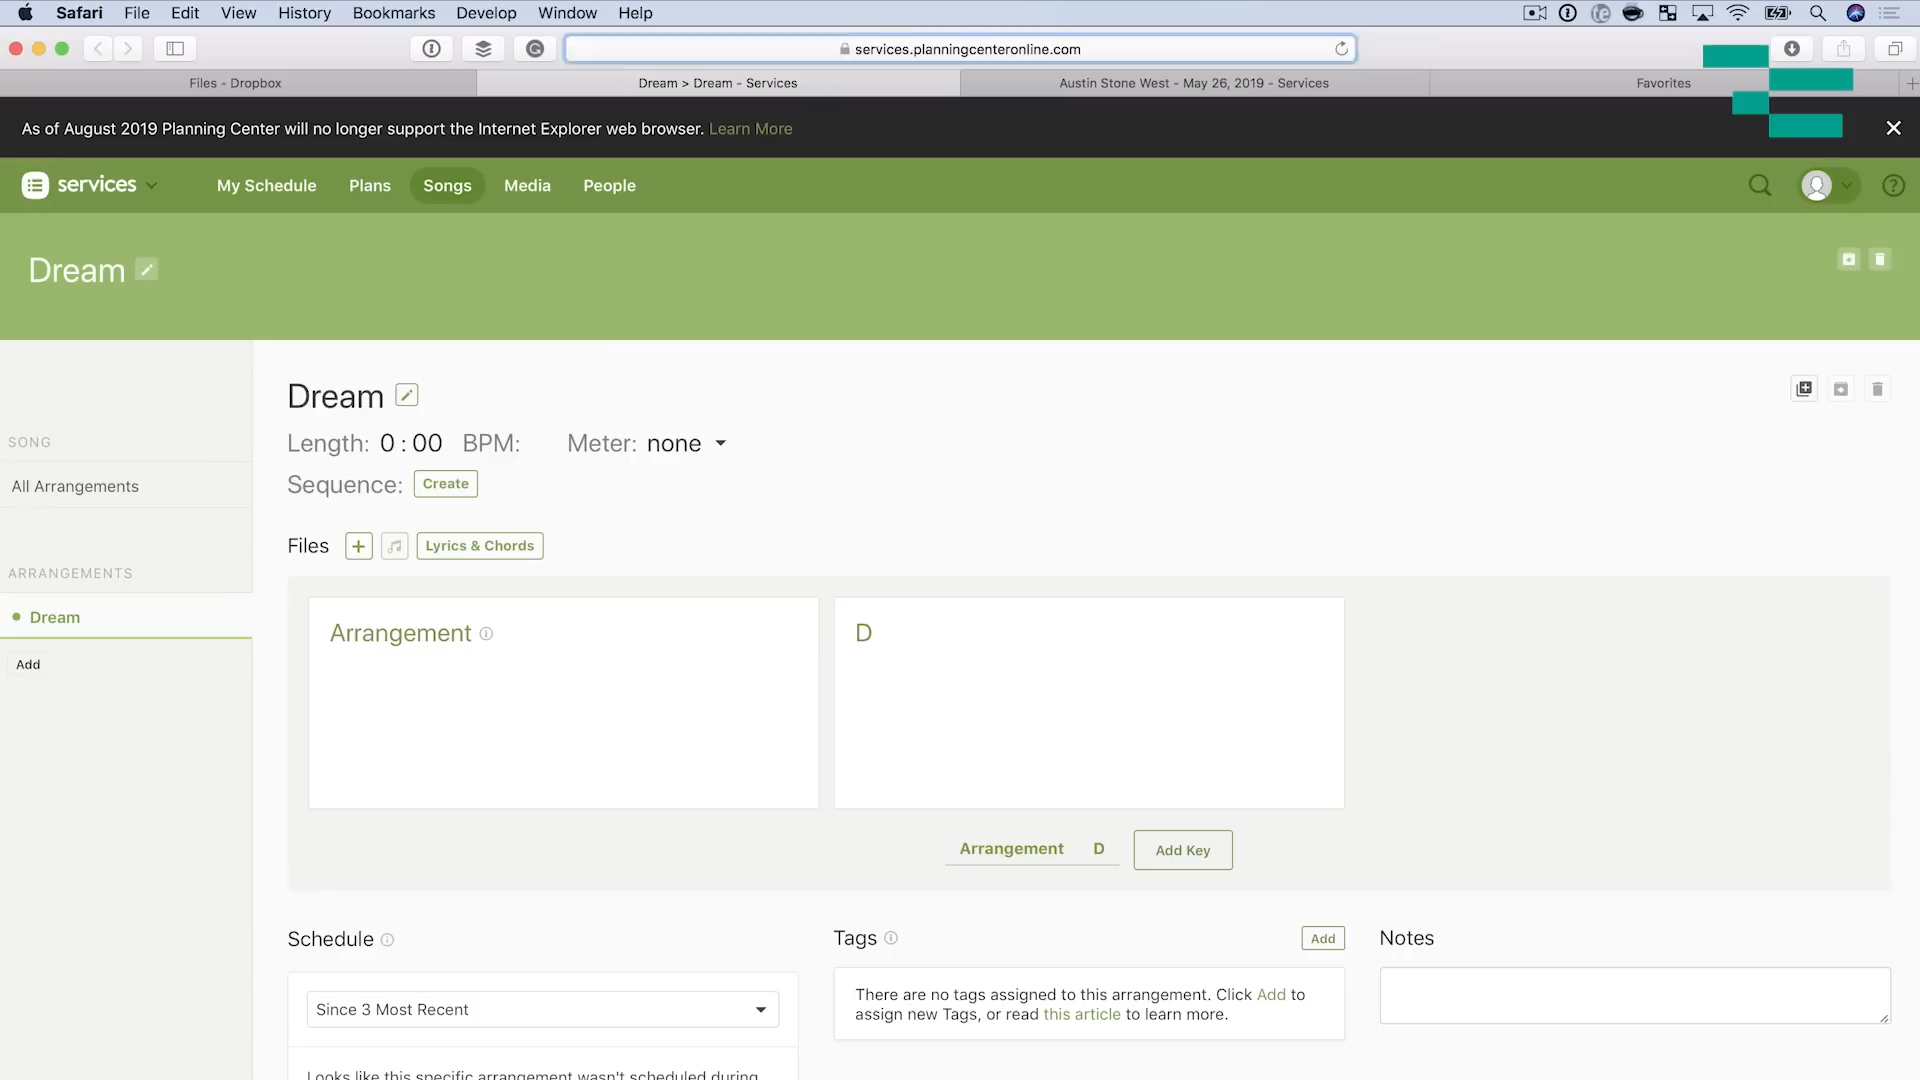 Safari File Edit View History Bookmarks Develop Window Help
services.planningcenteronline.com
Files - Dropbox
Dream > Dream - Services
Austin Stone West - May 26, 2019 - Services
Favorites
As of August 2019 Planning Center will no longer support the Internet Explorer web browser. Learn More
services My Schedule Plans Songs Media People
Dream
Dream
Length: 0 : 00 BPM: Meter: none
Sequence: Create
SONG
All Arrangements
ARRANGEMENTS
Dream
Add
Files + Lyrics & Chords
Arrangement
D
Arrangement D Add Key
Schedule
Since 3 Most Recent
Looks like this specific arrangement wasn't scheduled during
Tags Add
There are no tags assigned to this arrangement. Click Add to
assign new Tags, or read this article to learn more.
Notes